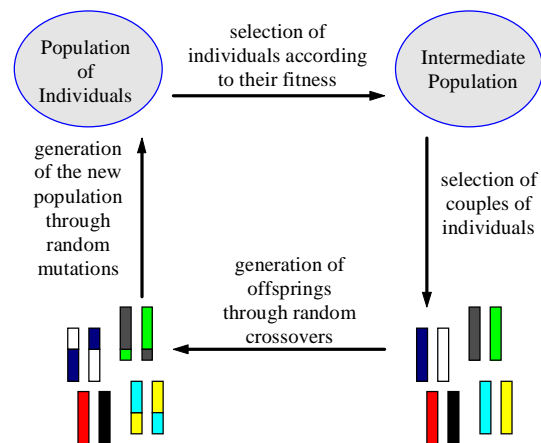 Population
of
Individuals
selection of
individuals according
to their fitness
Intermediate
Population
selection of
couples of
individuals
generation of
offsprings
through random
crossovers
generation
of the new
population
through
random
mutations